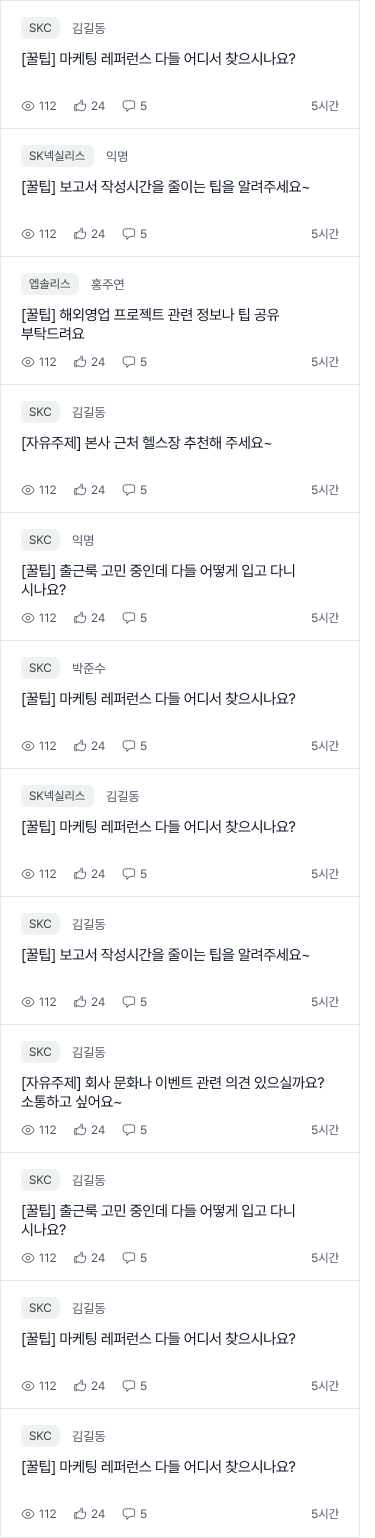 SKC 김길동
[꿀팁] 마케팅 레퍼런스 다들 어디서 찾으시나요?
112 24 5 5시간
SK넥실리스 익명
[꿀팁] 보고서 작성시간을 줄이는 팁을 알려주세요~
112 24 5 5시간
엡솔리스 홍주연
[꿀팁] 해외영업 프로젝트 관련 정보나 팁 공유
부탁드려요
112 24 5 5시간
SKC 김길동
[자유주제] 본사 근처 헬스장 추천해 주세요~
112 24 5 5시간
SKC 익명
[꿀팁] 출근룩 고민 중인데 다들 어떻게 입고 다니
시나요?
112 24 5 5시간
SKC 박준수
[꿀팁] 마케팅 레퍼런스 다들 어디서 찾으시나요?
112 24 5 5시간
SK넥실리스 김길동
[꿀팁] 마케팅 레퍼런스 다들 어디서 찾으시나요?
112 24 5 5시간
SKC 김길동
[꿀팁] 보고서 작성시간을 줄이는 팁을 알려주세요~
112 24 5 5시간
SKC 김길동
[자유주제] 회사 문화나 이벤트 관련 의견 있으실까요?
소통하고 싶어요~
112 24 5 5시간
SKC 김길동
[꿀팁] 출근룩 고민 중인데 다들 어떻게 입고 다니
시나요?
112 24 5 5시간
SKC 김길동
[꿀팁] 마케팅 레퍼런스 다들 어디서 찾으시나요?
112 24 5 5시간
SKC 김길동
[꿀팁] 마케팅 레퍼런스 다들 어디서 찾으시나요?
112 24 5 5시간